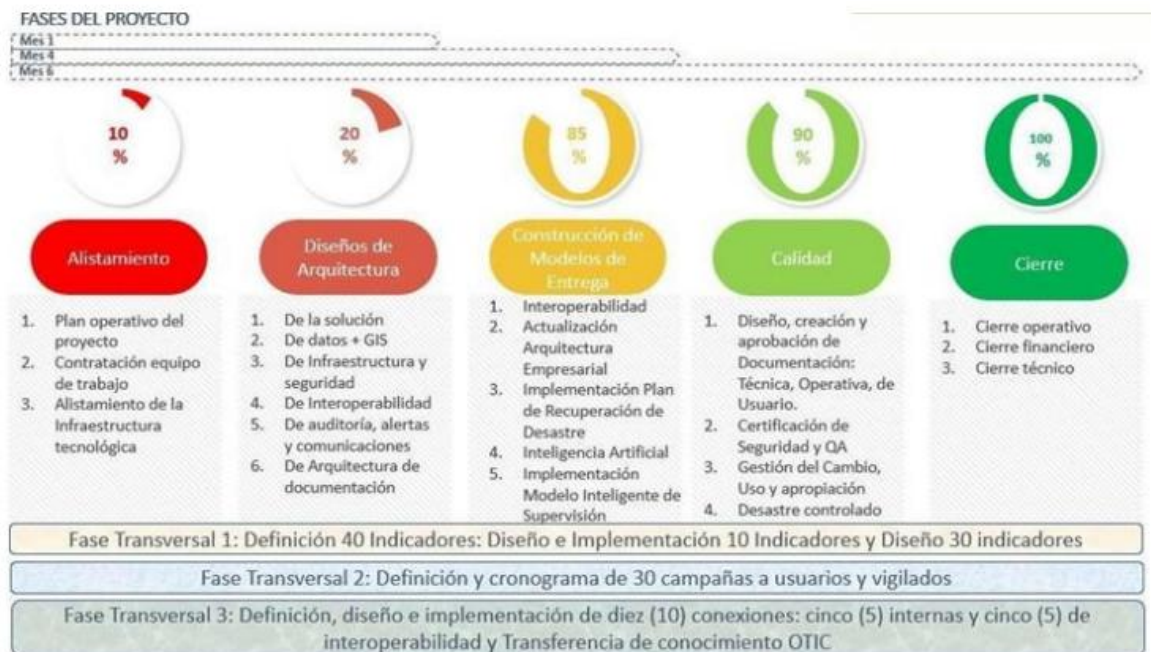 FASES DEL PROYECTO
Mes 1
Mes 4
Mes 6
10
%
20
%
85
%
90
%
100
%
Alistamiento
Diseños de
Arquitectura
Construcción de
Modelos de
Entrega
Calidad
Cierre
1. Plan operativo del
proyecto
2. Contratación equipo
de trabajo
3. Alistamiento de la
Infraestructura
tecnológica
1. De la solución
2. De datos + GIS
3. De Infraestructura y
seguridad
4. De Interoperabilidad
5. De auditoría, alertas
y comunicaciones
6. De Arquitectura de
documentación
1. Interoperabilidad
2. Actualización
Arquitectura
Empresarial
3. Implementación Plan
de Recuperación de
Desastre
4. Inteligencia Artificial
5. Implementación
Modelo Inteligente de
Supervisión
1. Diseño, creación y
aprobación de
Documentación:
Técnica, Operativa, de
Usuario.
2. Certificación de
Seguridad y QA
3. Gestión del Cambio,
Uso y apropiación
4. Desastre controlado
1. Cierre operativo
2. Cierre financiero
3. Cierre técnico
Fase Transversal 1: Definición 40 Indicadores: Diseño e Implementación 10 Indicadores y Diseño 30 indicadores
Fase Transversal 2: Definición y cronograma de 30 campañas a usuarios y vigilados
Fase Transversal 3: Definición, diseño e implementación de diez (10) conexiones: cinco (5) internas y cinco (5) de
interoperabilidad y Transferencia de conocimiento OTIC